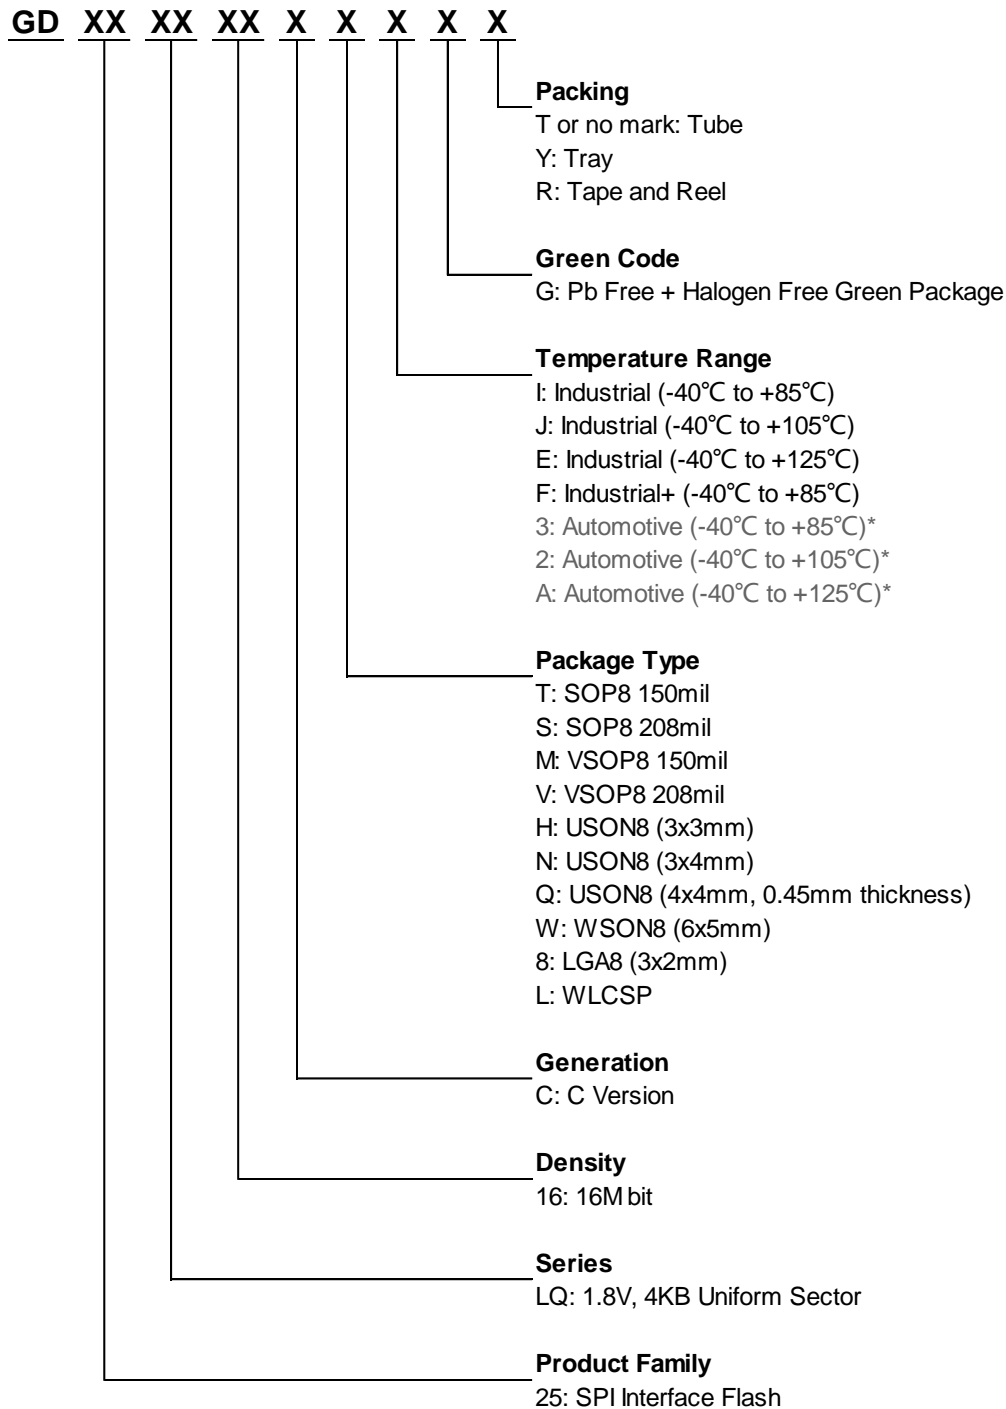 GD XX XX XX X X X X X
Packing
T or no mark: Tube
Y: Tray
R: Tape and Reel
Green Code
G: Pb Free + Halogen Free Green Package
Temperature Range
I: Industrial (-40℃ to +85℃)
J: Industrial (-40℃ to +105℃)
E: Industrial (-40℃ to +125℃)
F: Industrial+ (-40℃ to +85℃)
3: Automotive (-40℃ to +85℃)*
2: Automotive (-40℃ to +105℃)*
A: Automotive (-40℃ to +125℃)*
Package Type
T: SOP8 150mil
S: SOP8 208mil
M: VSOP8 150mil
V: VSOP8 208mil
H: USON8 (3x3mm)
N: USON8 (3x4mm)
Q: USON8 (4x4mm, 0.45mm thickness)
W: WSON8 (6x5mm)
8: LGA8 (3x2mm)
L: WLCSP
Generation
C: C Version
Density
16: 16M bit
Series
LQ: 1.8V, 4KB Uniform Sector
Product Family
25: SPI Interface Flash